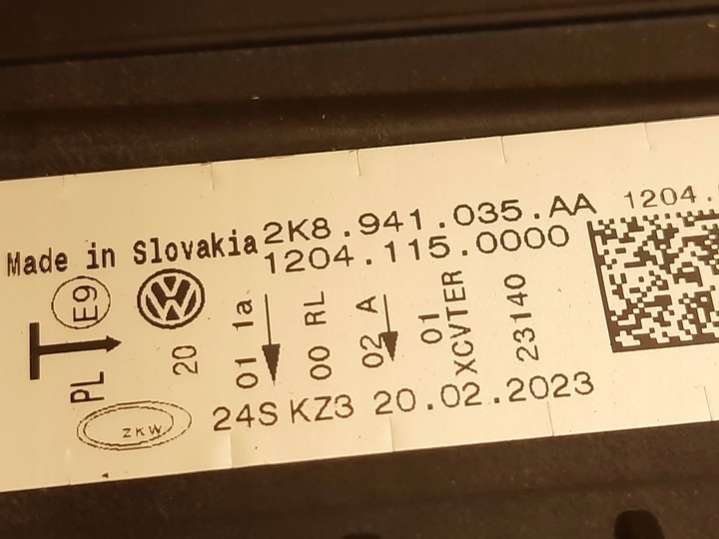 Made in Slovakia 2K8.941.035.AA 1204.
1204.115.0000
E9
PL
20
01 1a
00 RL
02 A
01
XCVTER
23140
ZKW
24S KZ3 20.02.2023